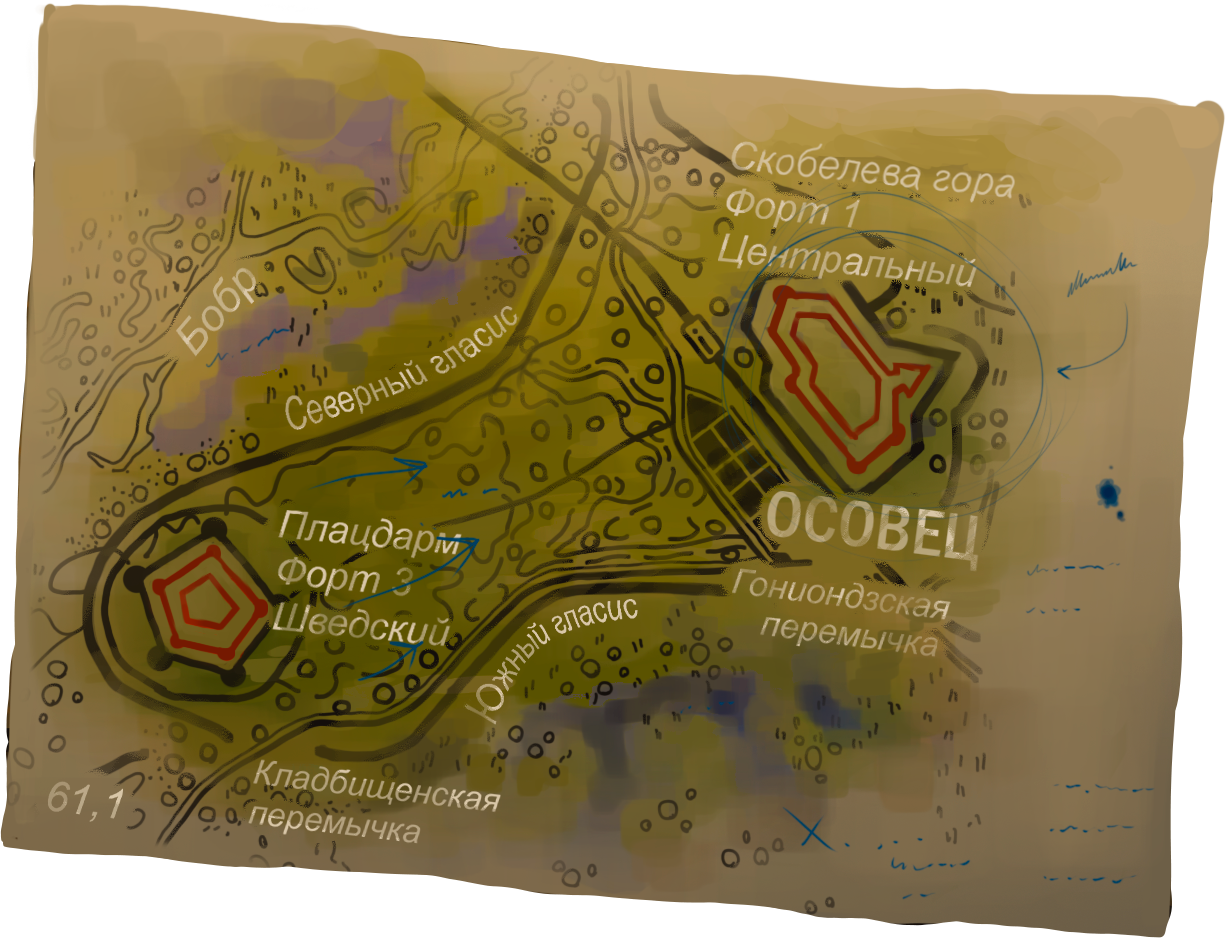 Скобелева гора
Форт 1
Центральный
Бобр
Северный гласис
ОСОВЕЦ
Плацдарм
Форт 3
Шведский
Гониондзская
перемычка
Южный гласис
Кладбищенская
перемычка
61,1